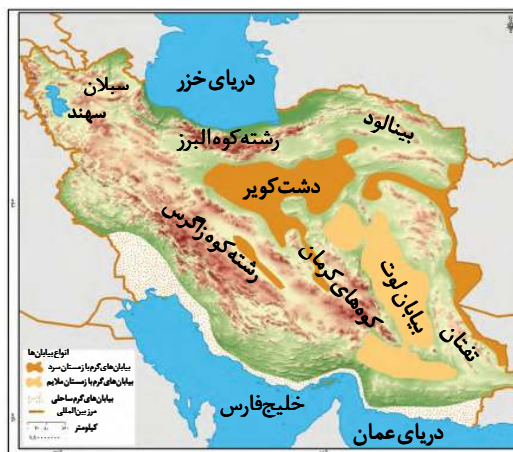 دریای خزر
سبلان
سهند
رشته کوه البرز
بینالود
دشت کویر
رشته کوه زاگرس
کوه‌های کرمان
بیابان لوت
تفتان
خلیج فارس
دریای عمان
انواع بیابان‌ها
بیابان‌های گرم با زمستان سرد
بیابان‌های گرم با زمستان ملایم
بیابان‌های گرم ساحلی
مرز بین‌المللی
کیلومتر